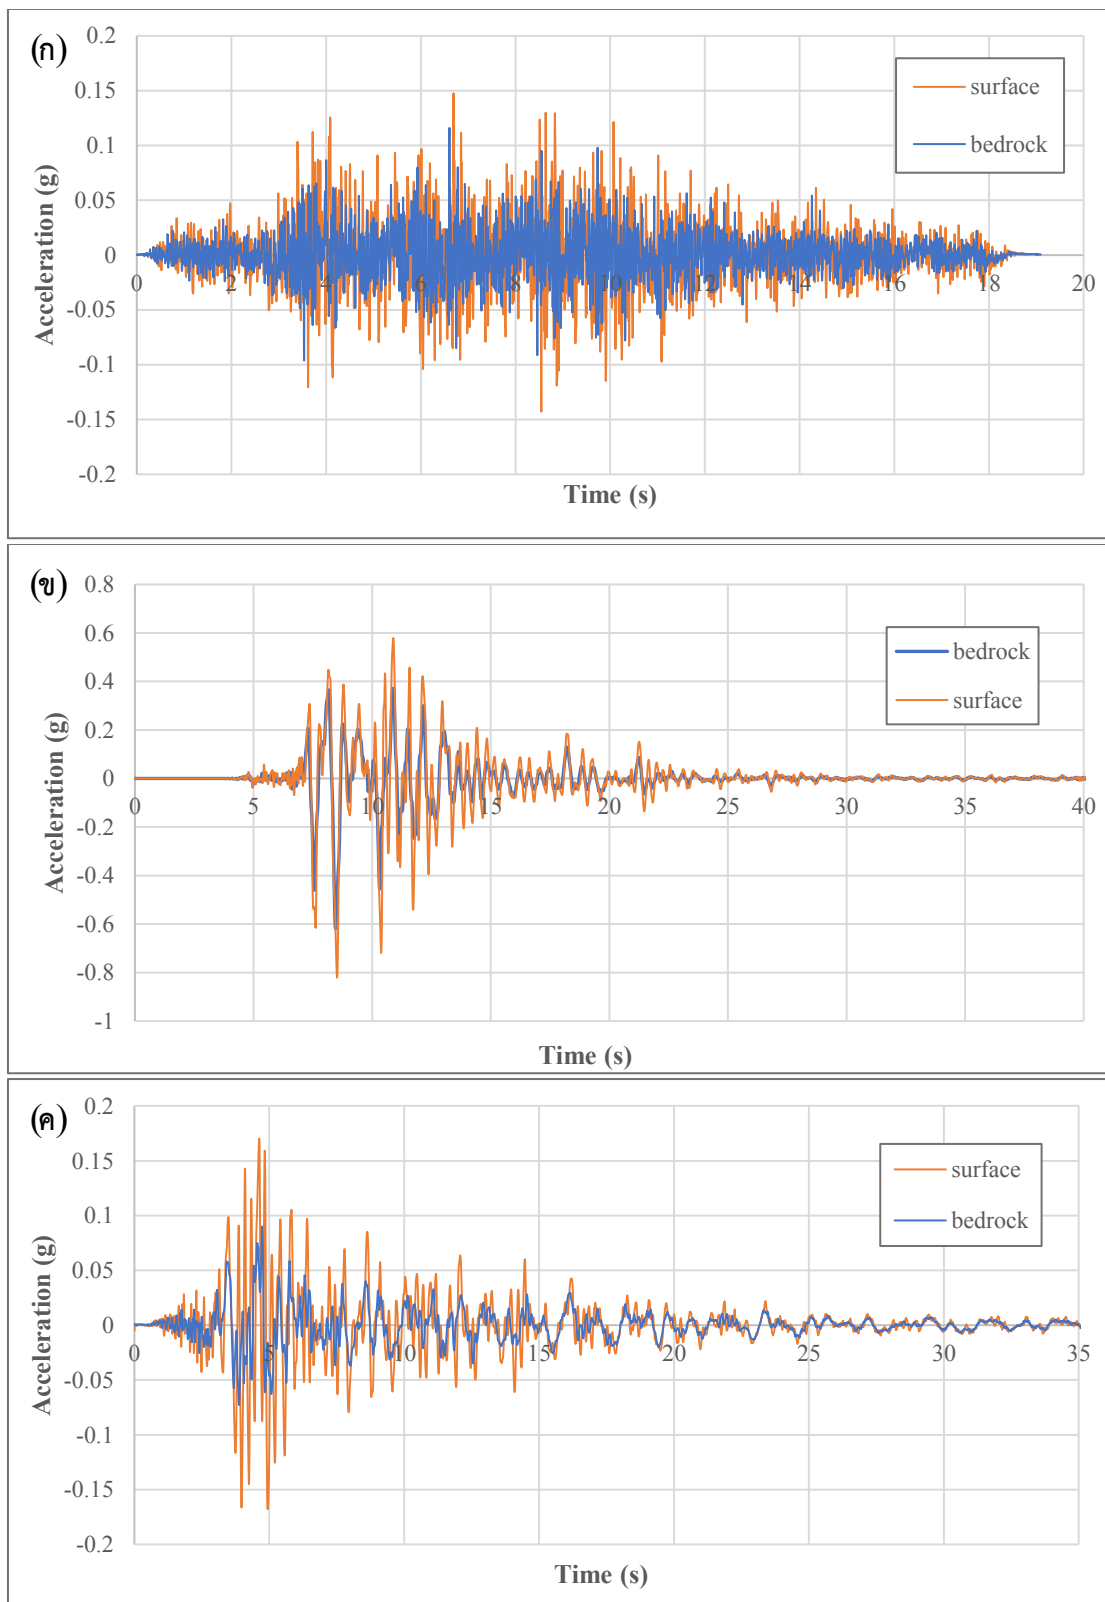 (ก)
0.2
0.15
0.1
0.05
0
-0.05
-0.1
-0.15
-0.2
Acceleration (g)
0 2 4 6 8 10 12 14 16 18 20
Time (s)
surface
bedrock
(ข)
0.8
0.6
0.4
0.2
0
-0.2
-0.4
-0.6
-0.8
-1
Acceleration (g)
0 5 10 15 20 25 30 35 40
Time (s)
bedrock
surface
(ค)
0.2
0.15
0.1
0.05
0
-0.05
-0.1
-0.15
-0.2
Acceleration (g)
0 5 10 15 20 25 30 35
Time (s)
surface
bedrock